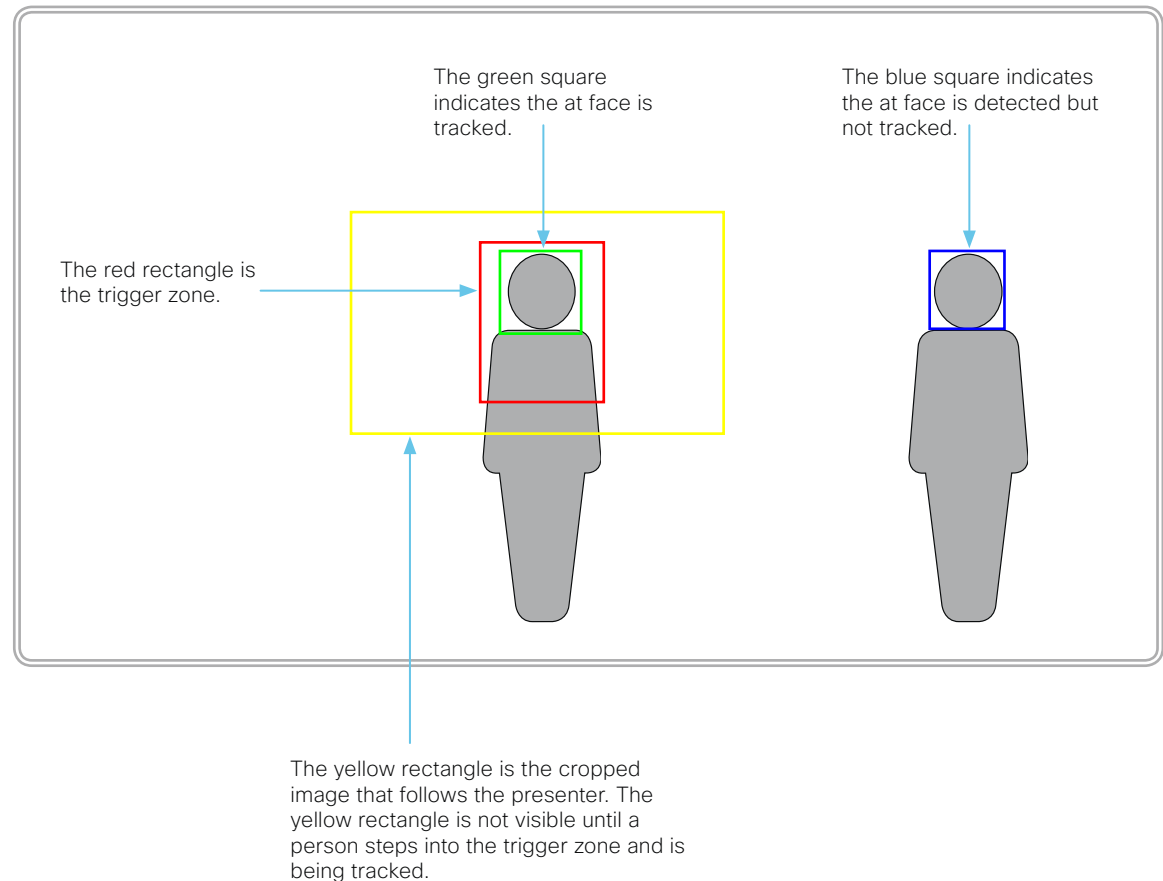 The green square
indicates the at face is
tracked.
The blue square indicates
the at face is detected but
not tracked.
The red rectangle is
the trigger zone.
The yellow rectangle is the cropped
image that follows the presenter. The
yellow rectangle is not visible until a
person steps into the trigger zone and is
being tracked.